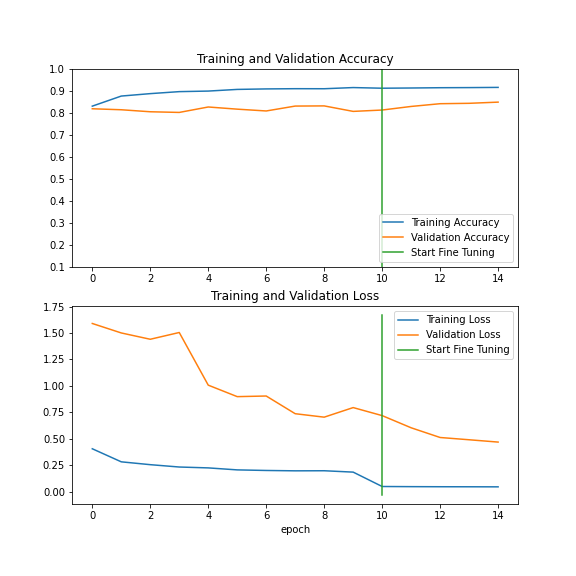 Training and Validation Accuracy
1.0
0.9
0.8
0.7
0.6
0.5
0.4
0.3
0.2
0.1
Training Accuracy
Validation Accuracy
Start Fine Tuning
0 2 4 6 8 10 12 14
Training and Validation Loss
1.75
1.50
1.25
1.00
0.75
0.50
0.25
0.00
Training Loss
Validation Loss
Start Fine Tuning
0 2 4 6 8 10 12 14
epoch